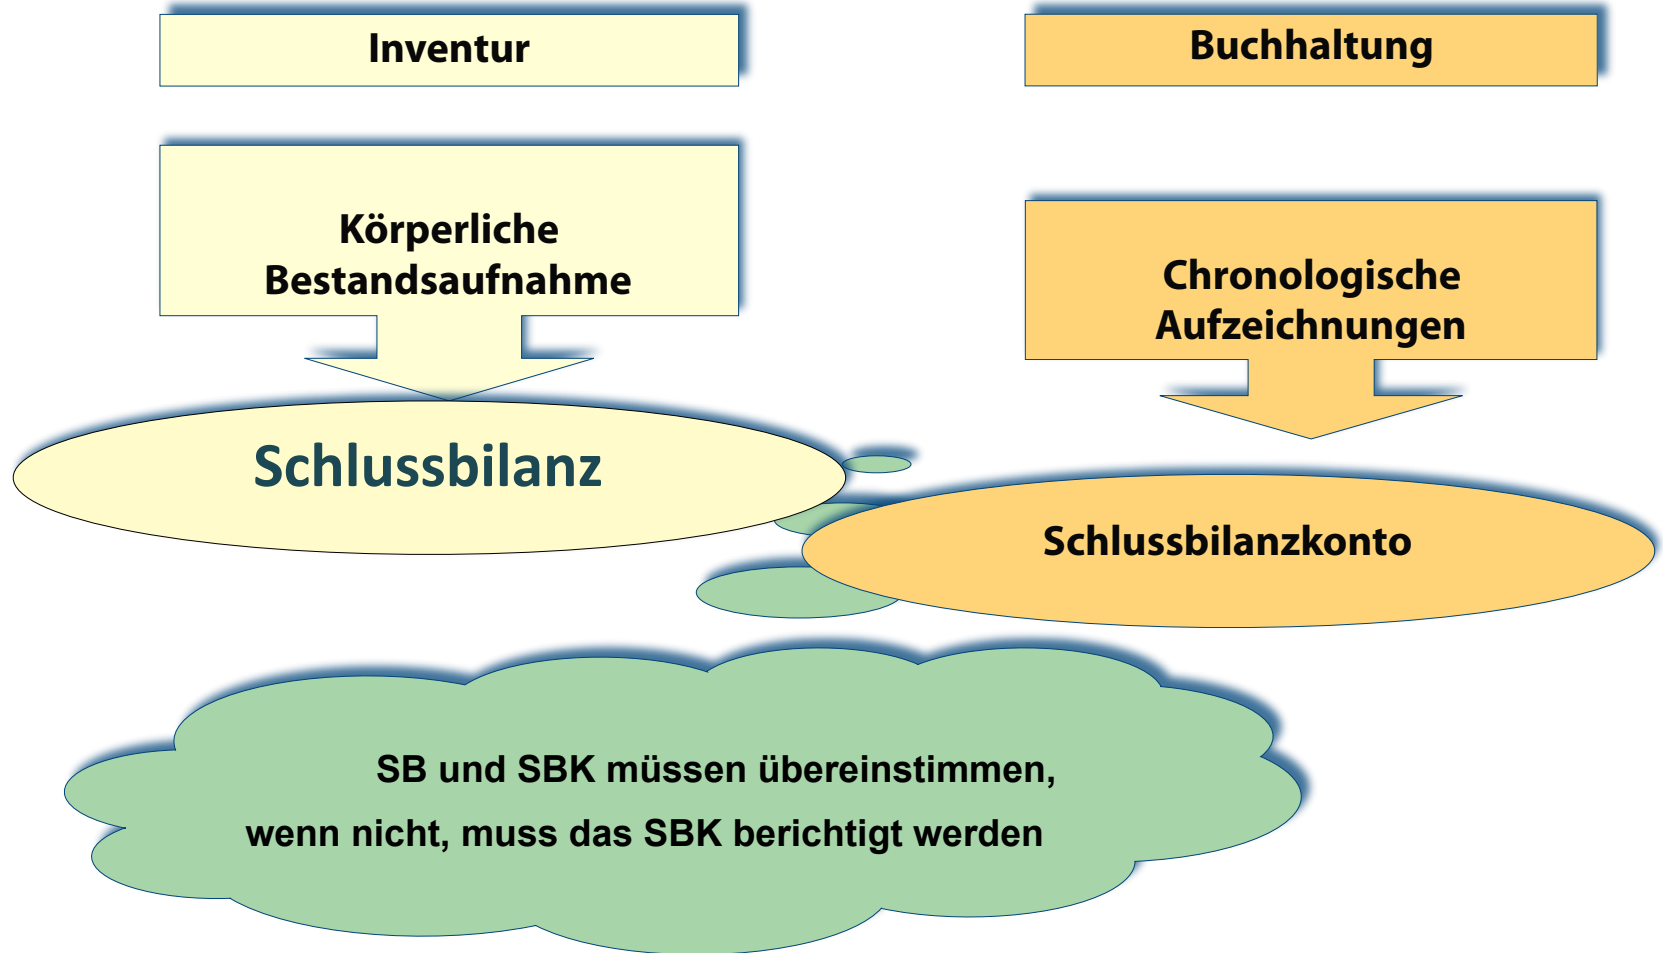 Inventur
Körperliche
Bestandsaufnahme
Schlussbilanz
Buchhaltung
Chronologische
Aufzeichnungen
Schlussbilanzkonto
SB und SBK müssen übereinstimmen,
wenn nicht, muss das SBK berichtigt werden